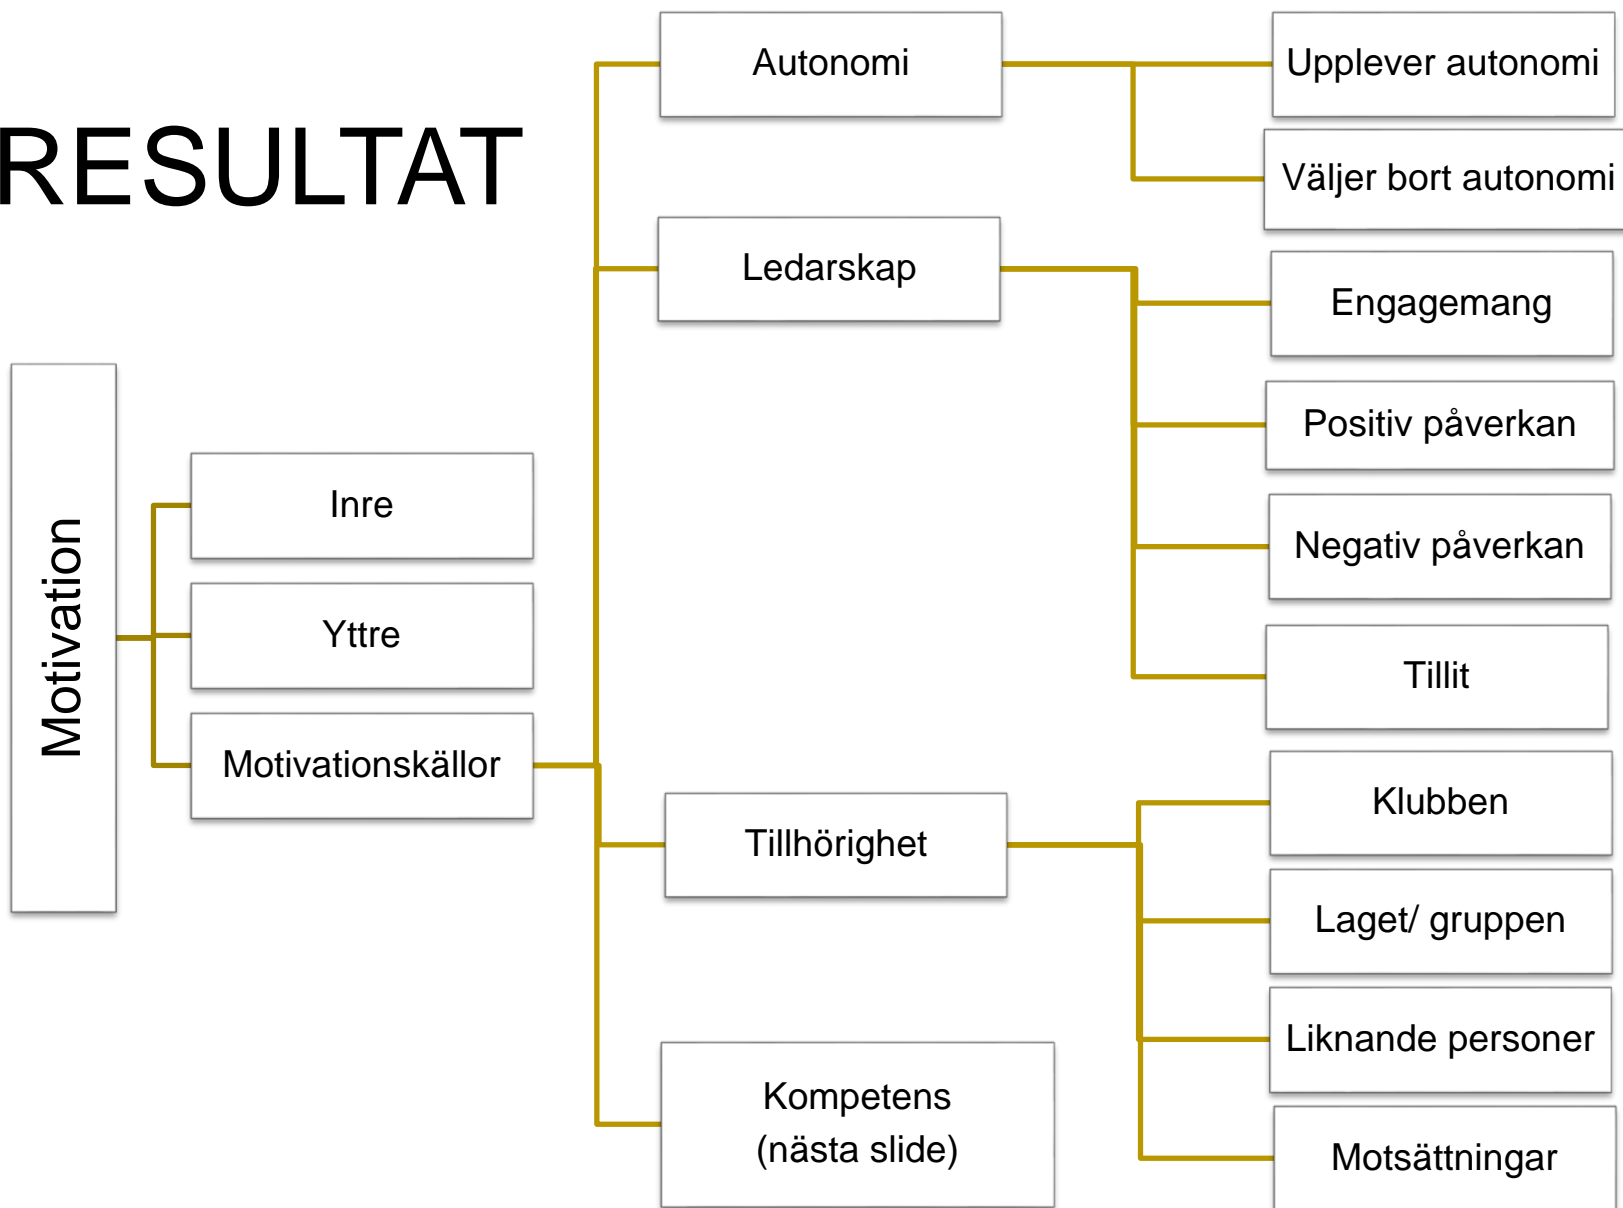 RESULTAT
Motivation
Inre
Yttre
Motivationskällor
Autonomi
Upplever autonomi
Väljer bort autonomi
Ledarskap
Engagemang
Positiv påverkan
Negativ påverkan
Tillit
Tillhörighet
Klubben
Laget/ gruppen
Liknande personer
Motsättningar
Kompetens
(nästa slide)